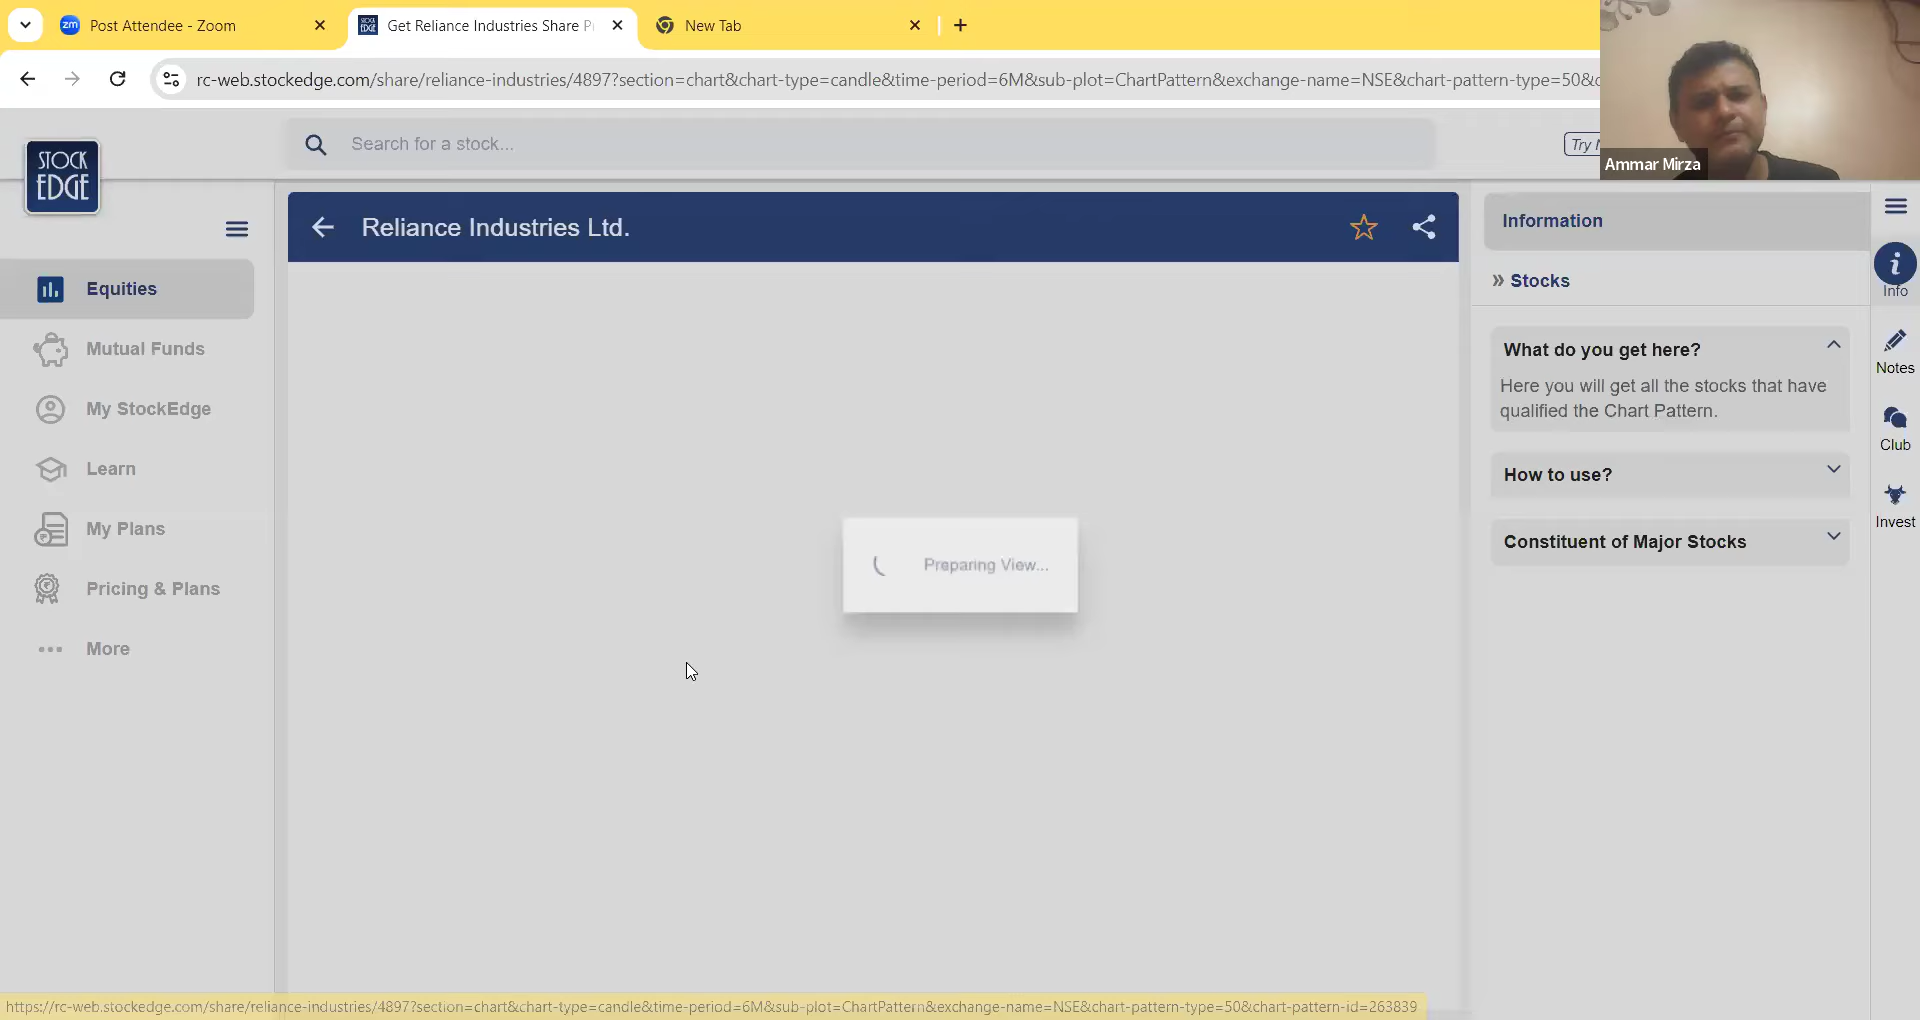 zm
Post Attendee - Zoom
STOCK EDGE
Get Reliance Industries Share P
New Tab
rc-web.stockedge.com/share/reliance-industries/4897?section=chart&chart-type=candle&time-period=6M&sub-plot=ChartPattern&exchange-name=NSE&chart-pattern-type=50&c
STOCK
EDGE
Search for a stock...
Try
Ammar Mirza
Equities
Mutual Funds
My StockEdge
Learn
My Plans
Pricing & Plans
More
Reliance Industries Ltd.
Preparing View...
Information
» Stocks
What do you get here?
Here you will get all the stocks that have
qualified the Chart Pattern.
How to use?
Constituent of Major Stocks
i
Info
Notes
Club
Invest
https://rc-web.stockedge.com/share/reliance-industries/4897?section=chart&chart-type=candle&time-period=6M&sub-plot=ChartPattern&exchange-name=NSE&chart-pattern-type=50&chart-pattern-id=263839